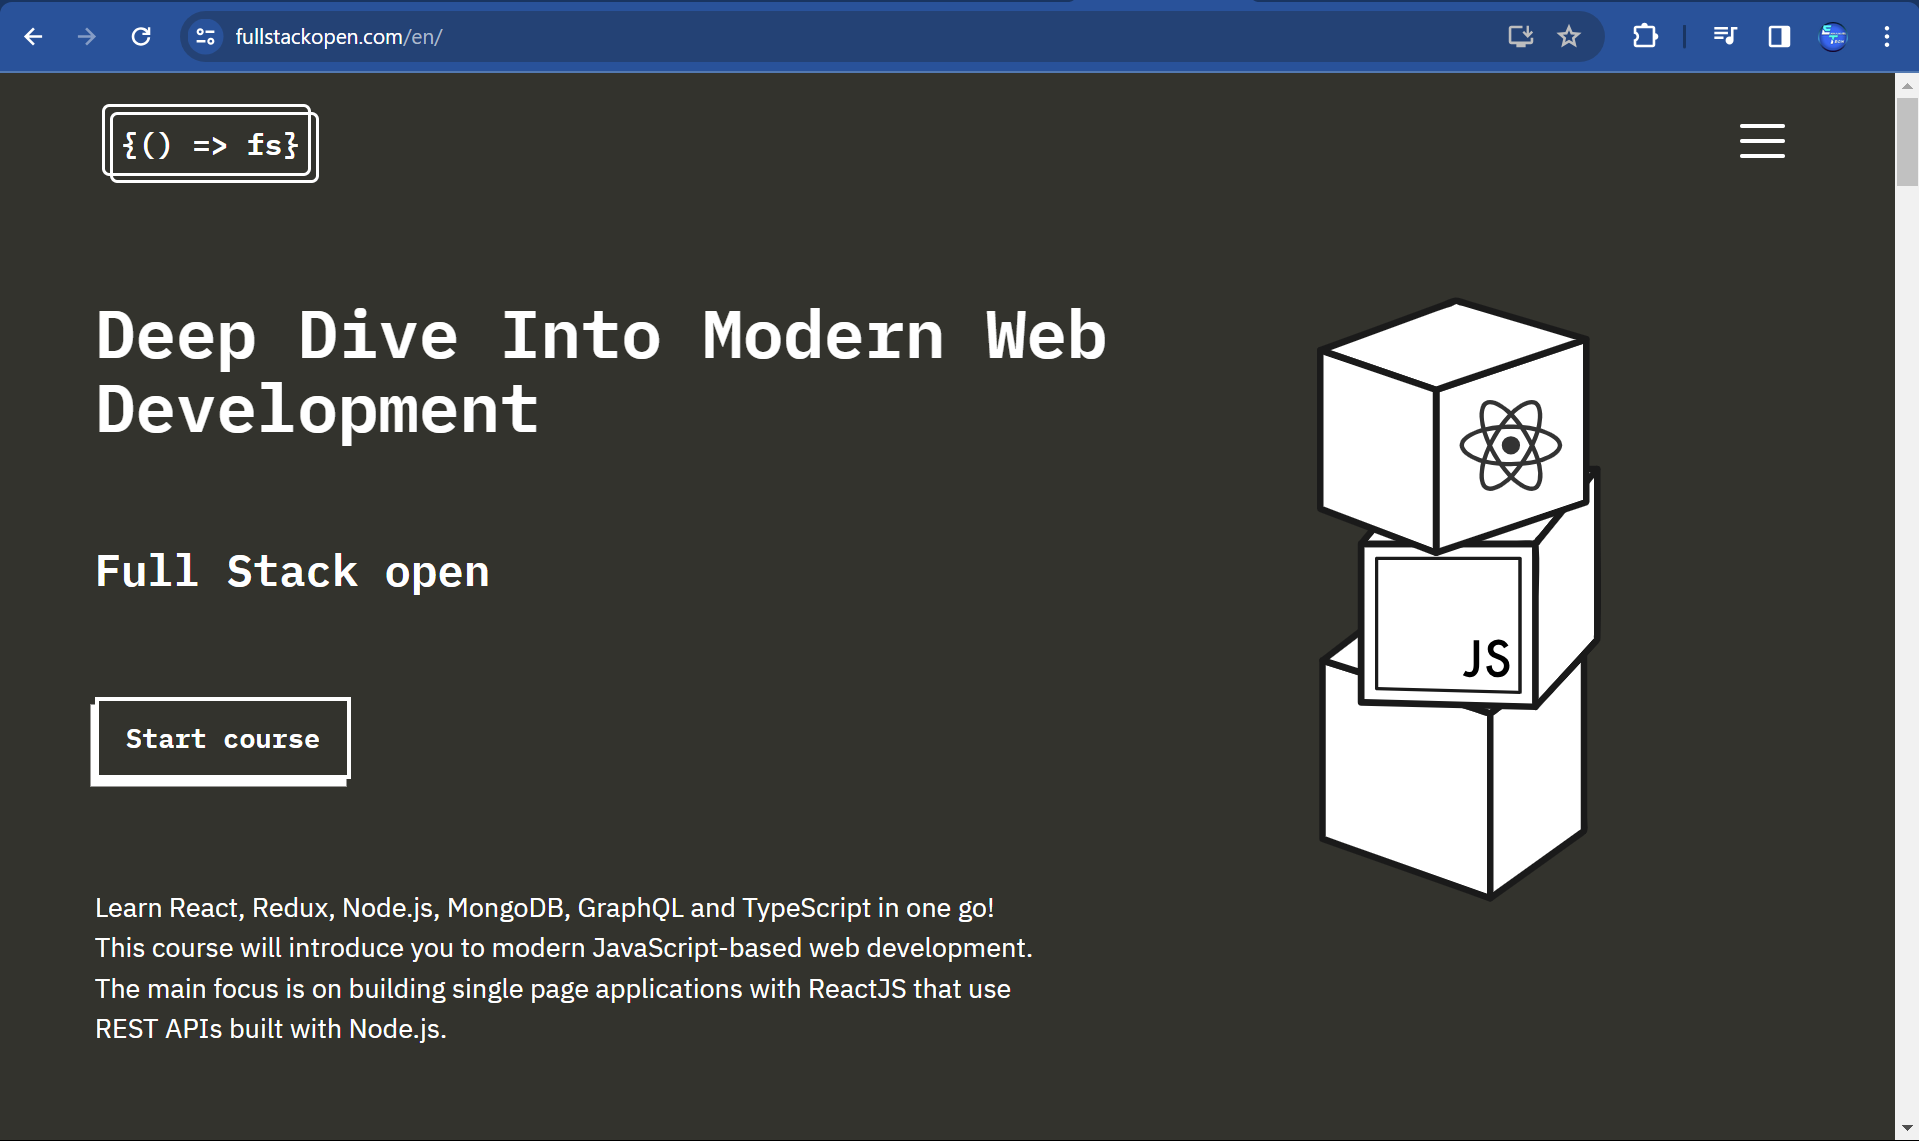 fullstackopen.com/en/
{() => fs}
Deep Dive Into Modern Web
Development
Full Stack open
Start course
JS
Learn React, Redux, Node.js, MongoDB, GraphQL and TypeScript in one go!
This course will introduce you to modern JavaScript-based web development.
The main focus is on building single page applications with ReactJS that use
REST APIs built with Node.js.